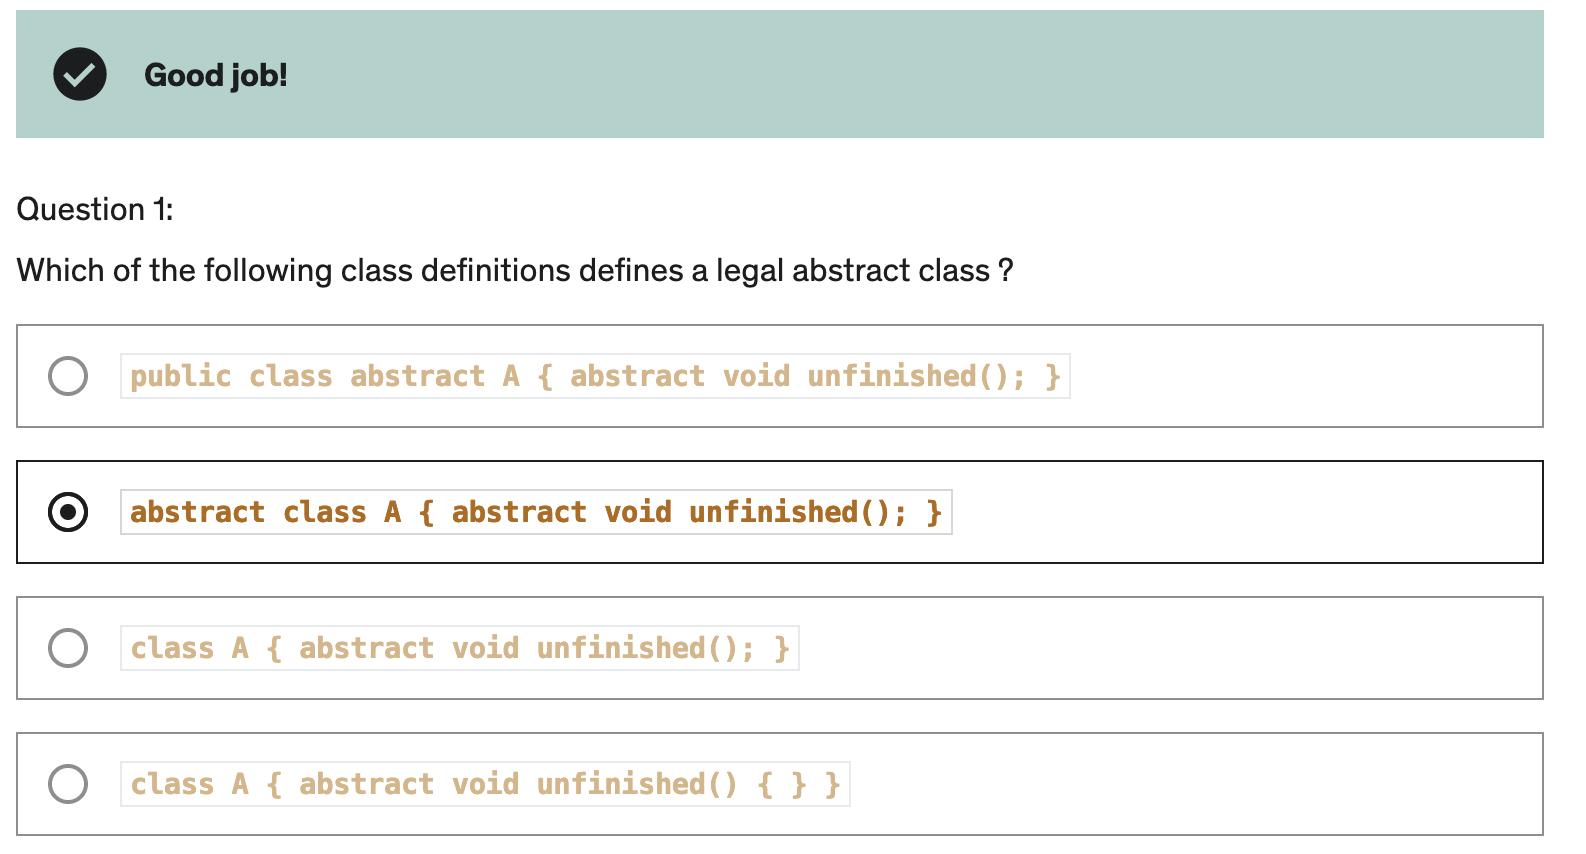 Good job!
Question 1:
Which of the following class definitions defines a legal abstract class ?
public class abstract A { abstract void unfinished(); }
abstract class A { abstract void unfinished(); }
class A { abstract void unfinished(); }
class A { abstract void unfinished() { } }